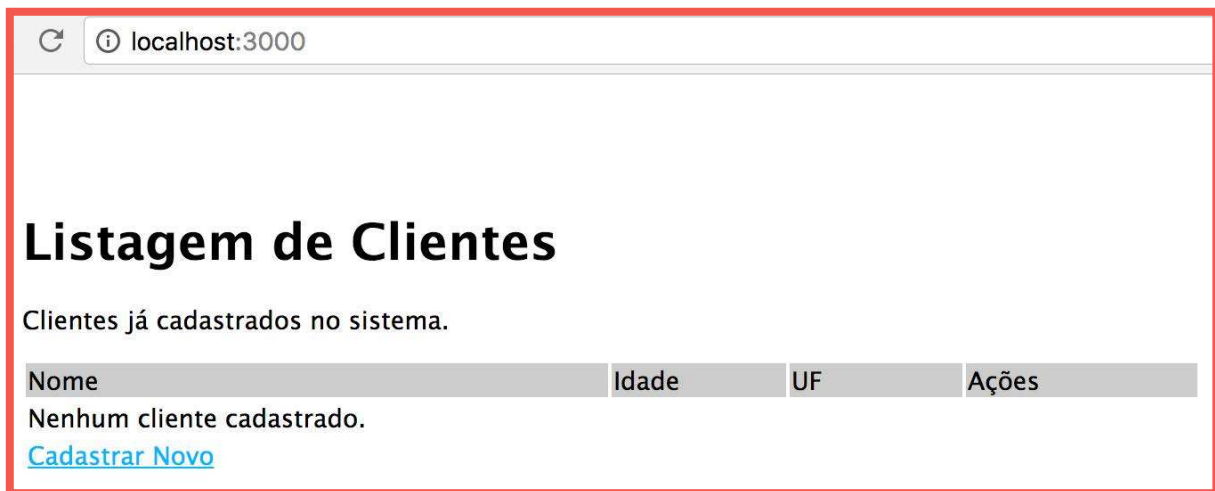 localhost:3000
Listagem de Clientes
Clientes já cadastrados no sistema.
Nome Idade UF Ações
Nenhum cliente cadastrado.
Cadastrar Novo